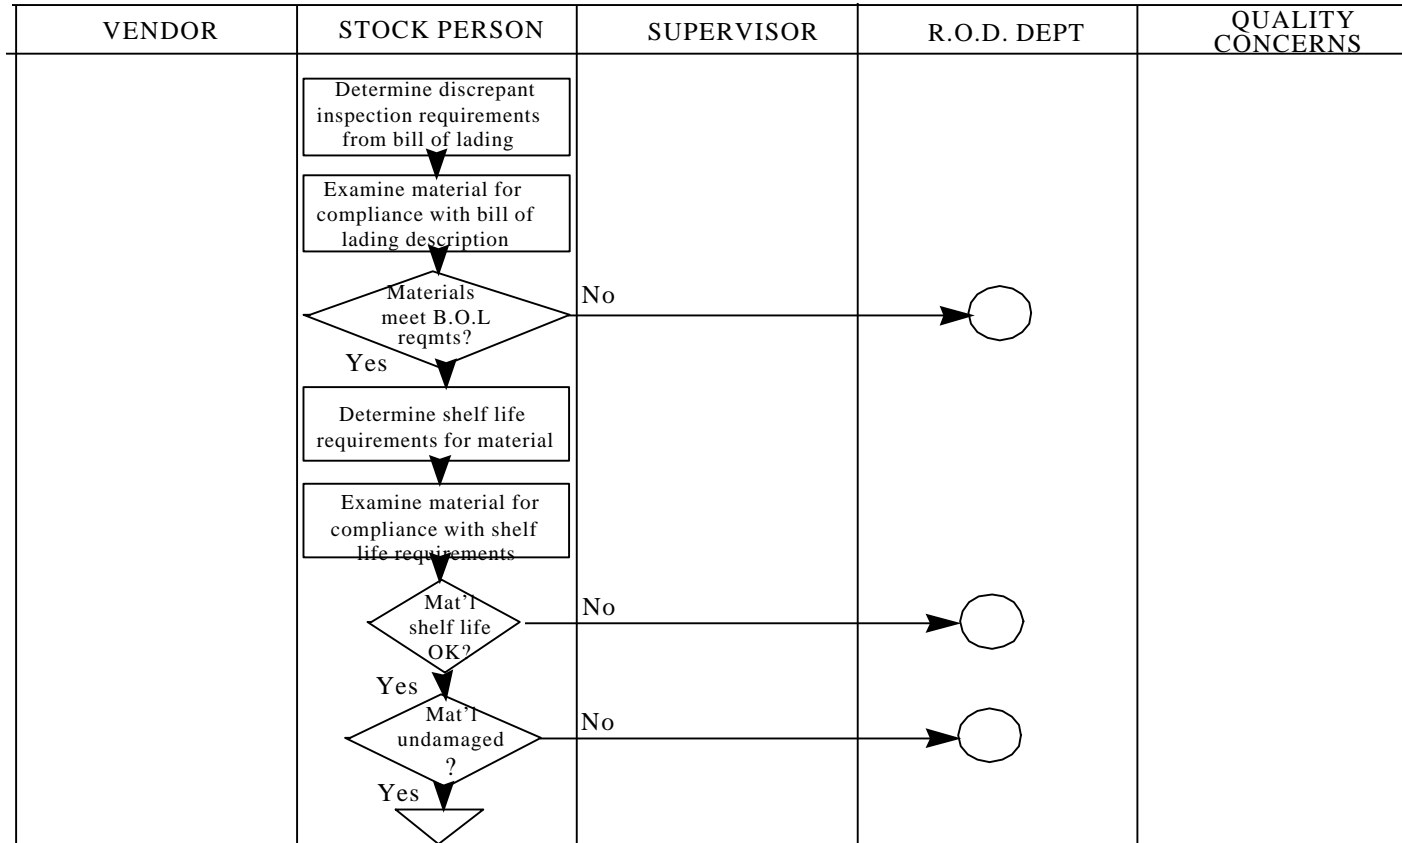 VENDOR
STOCK PERSON
SUPERVISOR
R.O.D. DEPT
QUALITY
CONCERNS
Determine discrepant
inspection requirements
from bill of lading
Examine material for
compliance with bill of
lading description
Materials
meet B.O.L
reqmts?
No
Yes
Determine shelf life
requirements for material
Examine material for
compliance with shelf
life requirements
Mat'l
shelf life
OK?
No
Yes
Mat'l
undamaged
?
No
Yes